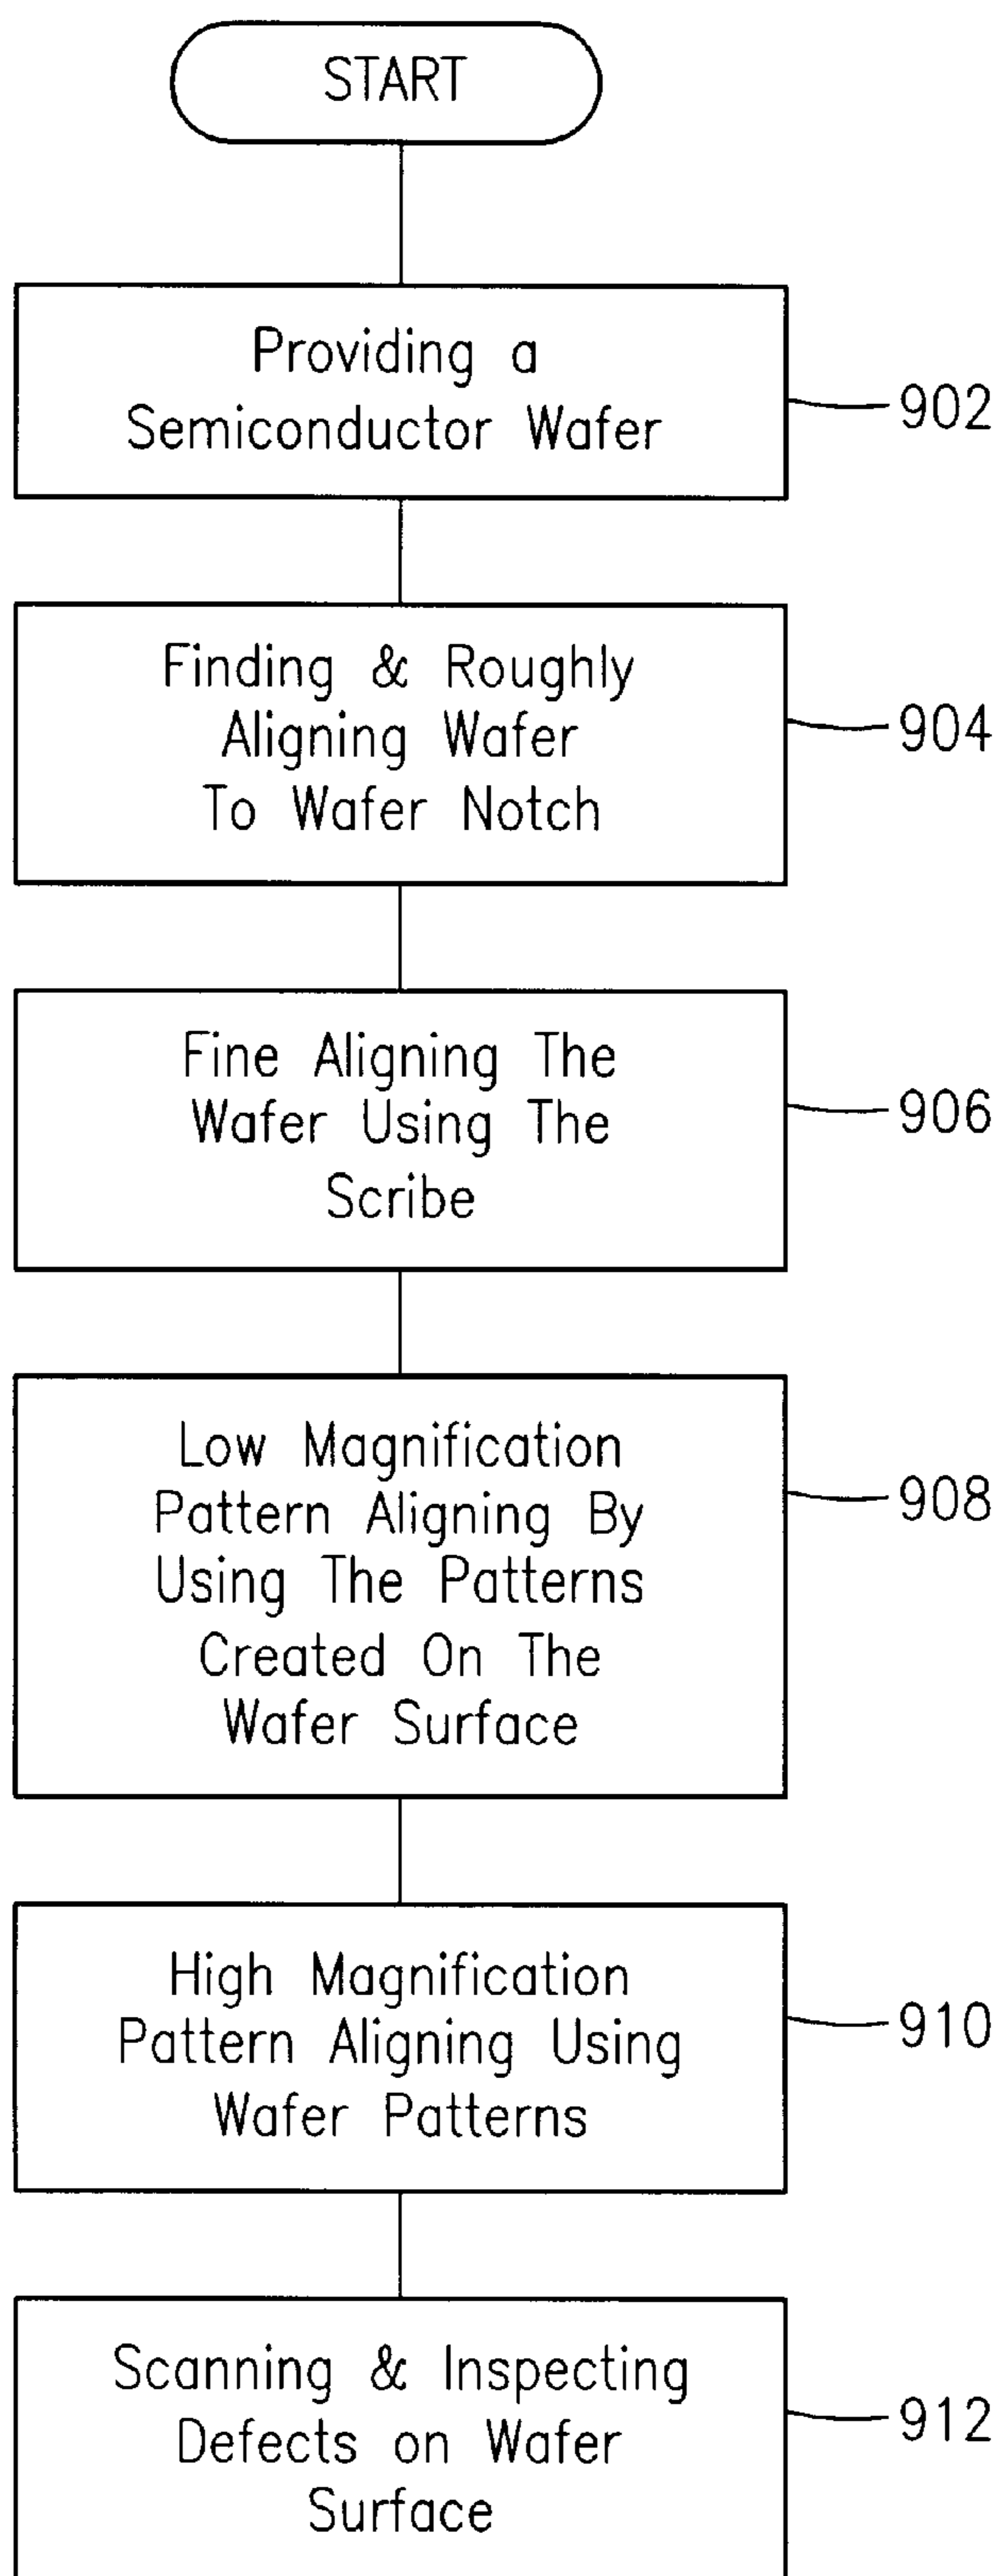 START
Providing a
Semiconductor Wafer
902
Finding & Roughly
Aligning Wafer
To Wafer Notch
904
Fine Aligning The
Wafer Using The
Scribe
906
Low Magnification
Pattern Aligning By
Using The Patterns
Created On The
Wafer Surface
908
High Magnification
Pattern Aligning Using
Wafer Patterns
910
Scanning & Inspecting
Defects on Wafer
Surface
912